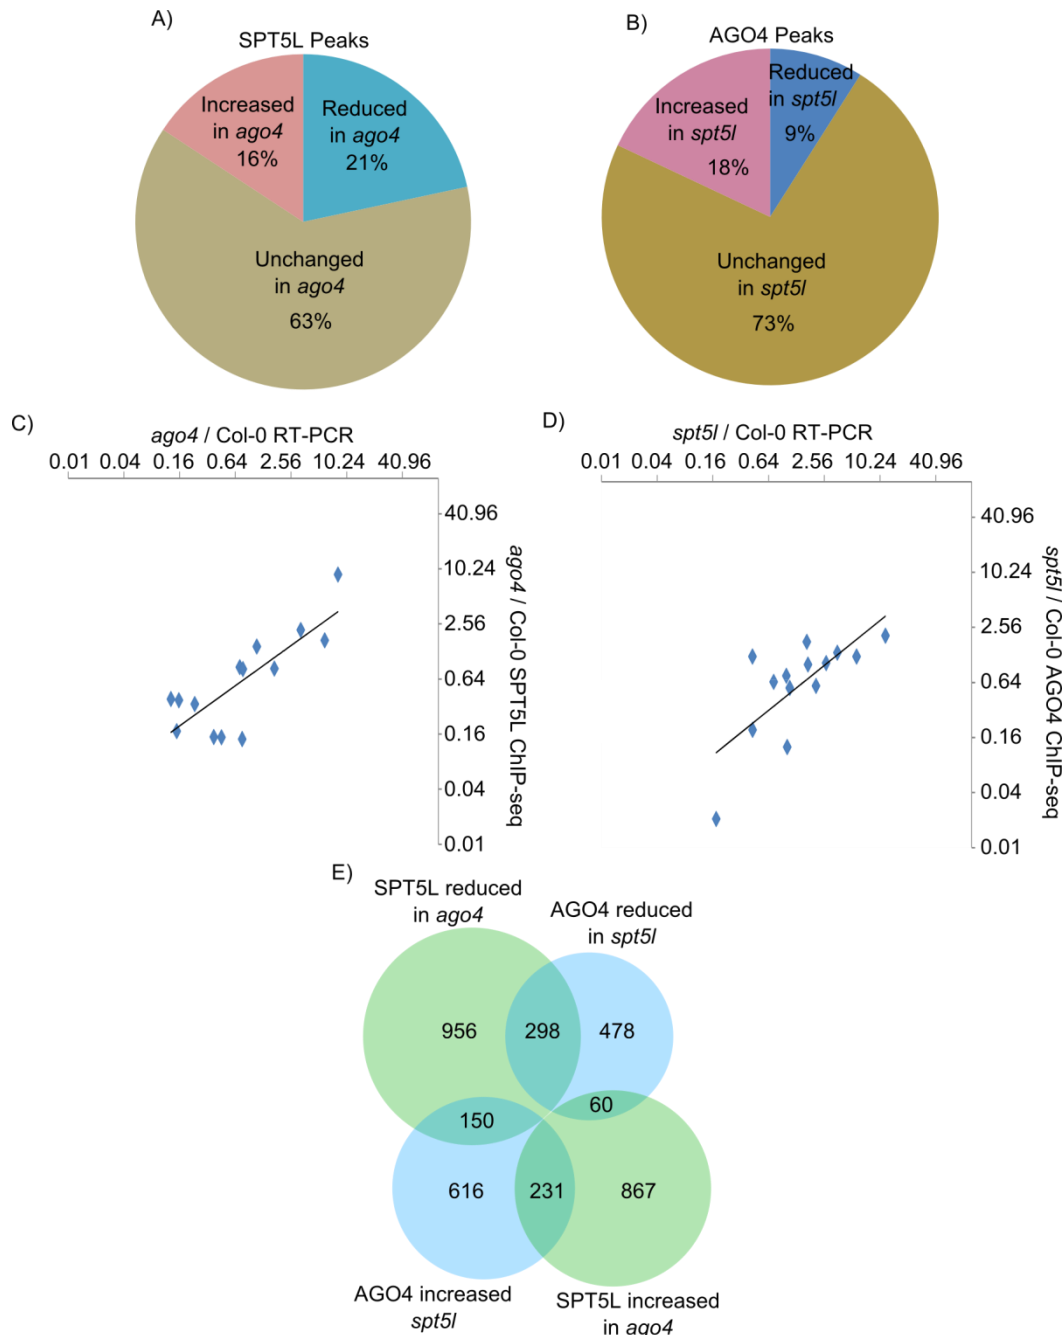 A)
SPT5L Peaks
Increased
in ago4
16%
Reduced
in ago4
21%
Unchanged
in ago4
63%
B)
AGO4 Peaks
Increased
in spt5l
18%
Reduced
in spt5l
9%
Unchanged
in spt5l
73%
C)
ago4 / Col-0 RT-PCR
0.01 0.04 0.16 0.64 2.56 10.24 40.96
40.96
10.24
2.56
0.64
0.16
0.04
0.01
ago4 / Col-0 SPT5L ChIP-seq
D)
spt5l / Col-0 RT-PCR
0.01 0.04 0.16 0.64 2.56 10.24 40.96
40.96
10.24
2.56
0.64
0.16
0.04
0.01
spt5l / Col-0 AGO4 ChIP-seq
E)
SPT5L reduced
in ago4
AGO4 reduced
in spt5l
956
298
478
150
60
616
231
867
AGO4 increased
spt5l
SPT5L increased
in ago4